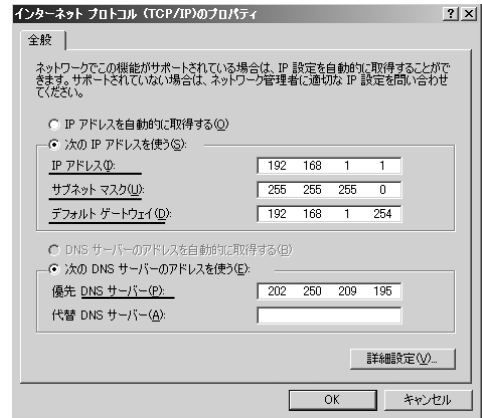 インターネット プロトコル (TCP/IP)のプロパティ
全般
ネットワークでこの機能がサポートされている場合は、IP 設定を自動的に取得することがで
きます。サポートされていない場合は、ネットワーク管理者に適切な IP 設定を問い合わせ
てください。
IP アドレスを自動的に取得する(O)
次の IP アドレスを使う(S):
IP アドレス(I): 192 168 1 1
サブネット マスク(U): 255 255 255 0
デフォルト ゲートウェイ(D): 192 168 1 254
DNS サーバーのアドレスを自動的に取得する(B)
次の DNS サーバーのアドレスを使う(E):
優先 DNS サーバー(P): 202 250 209 195
代替 DNS サーバー(A):
詳細設定(V)...
OK キャンセル